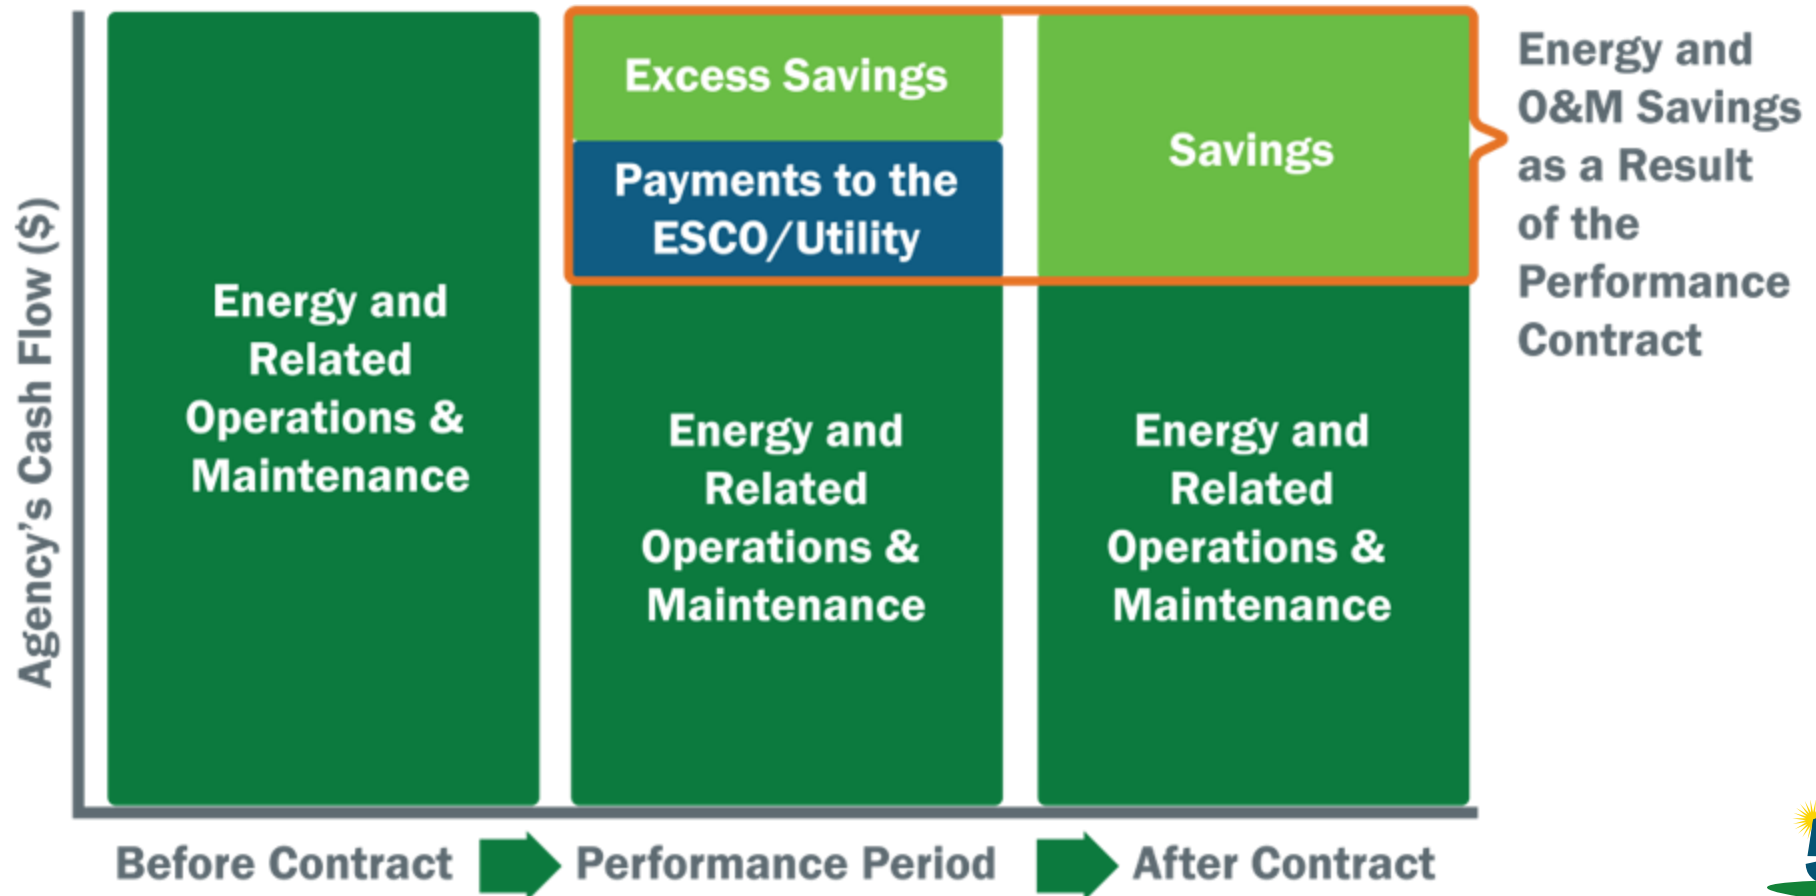 Agency's Cash Flow ($)
Energy and
Related
Operations &
Maintenance
Excess Savings
Payments to the
ESCO/Utility
Energy and
Related
Operations &
Maintenance
Savings
Energy and
Related
Operations &
Maintenance
Energy and
O&M Savings
as a Result
of the
Performance
Contract
Before Contract
Performance Period
After Contract